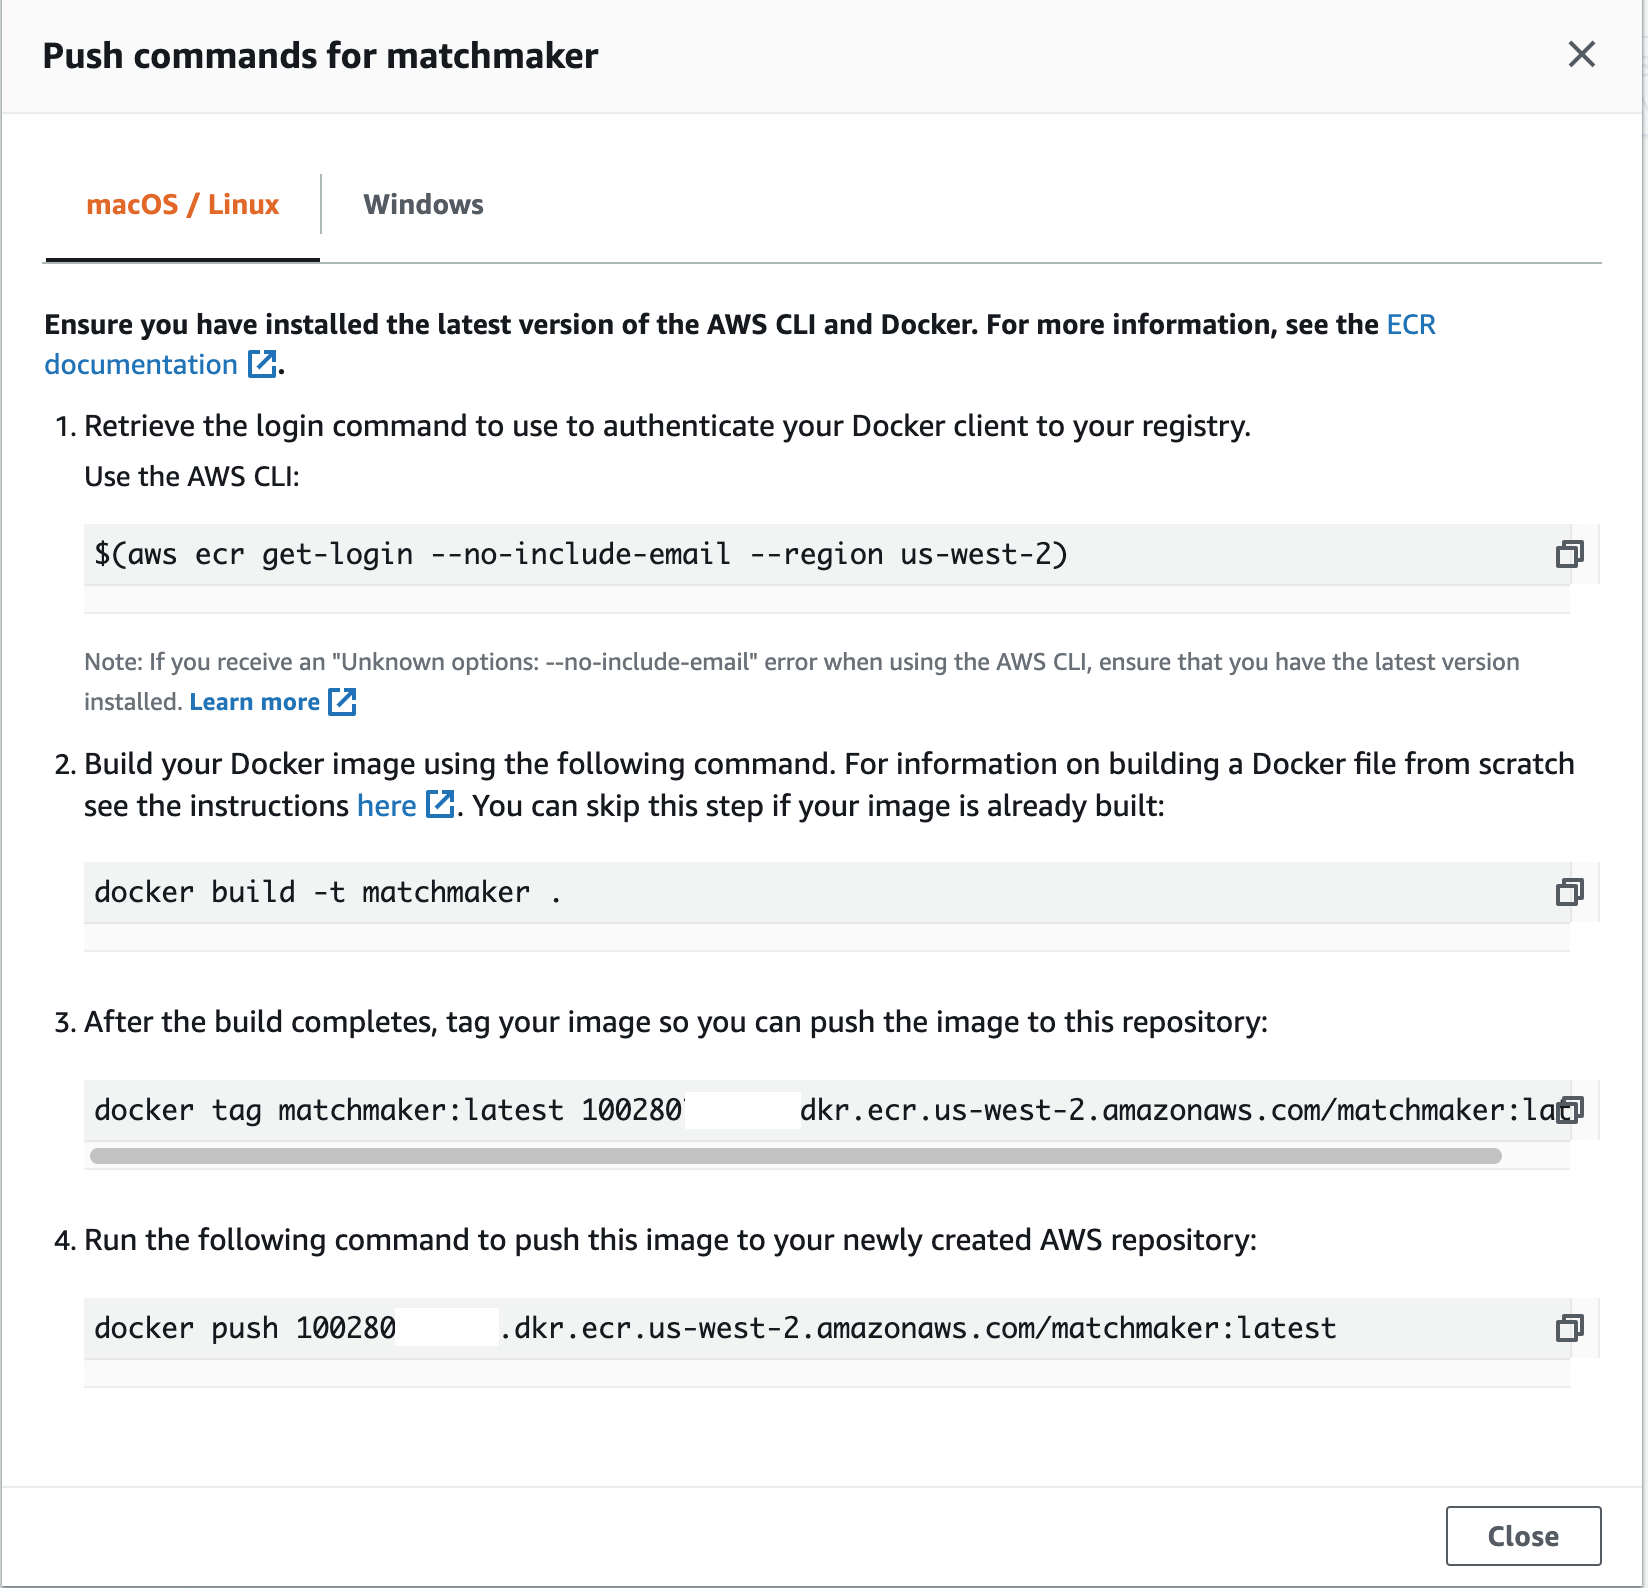 Push commands for matchmaker
macOS / Linux
Windows
Ensure you have installed the latest version of the AWS CLI and Docker. For more information, see the ECR
documentation.
1. Retrieve the login command to use to authenticate your Docker client to your registry.
Use the AWS CLI:
$(aws ecr get-login --no-include-email --region us-west-2)
Note: If you receive an "Unknown options: --no-include-email" error when using the AWS CLI, ensure that you have the latest version
installed. Learn more
2. Build your Docker image using the following command. For information on building a Docker file from scratch
see the instructions here. You can skip this step if your image is already built:
docker build -t matchmaker .
3. After the build completes, tag your image so you can push the image to this repository:
docker tag matchmaker:latest 100280 dkr.ecr.us-west-2.amazonaws.com/matchmaker:lat
4. Run the following command to push this image to your newly created AWS repository:
docker push 100280 .dkr.ecr.us-west-2.amazonaws.com/matchmaker:latest
Close